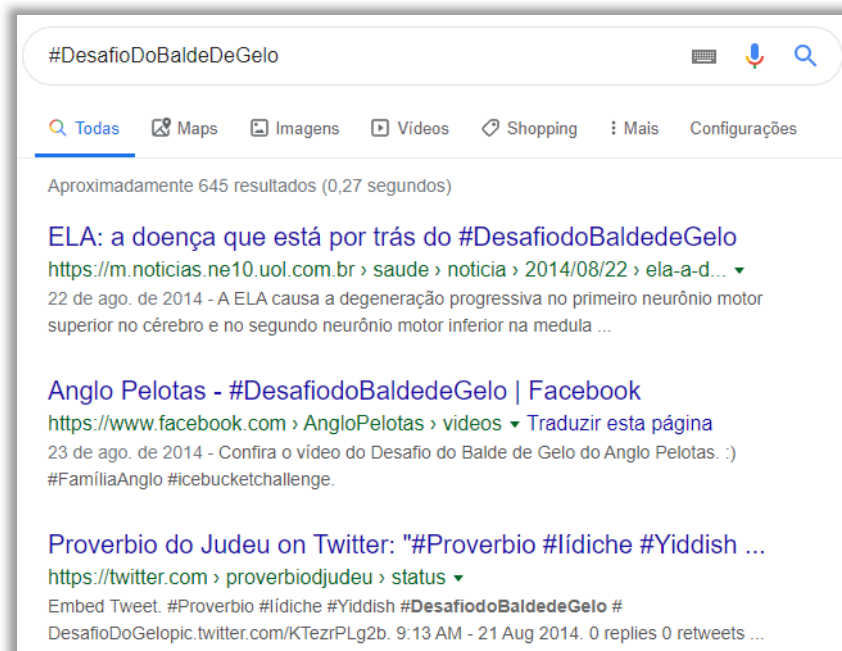 #DesafioDoBaldeDeGelo
Todas Maps Imagens Vídeos Shopping Mais Configurações
Aproximadamente 645 resultados (0,27 segundos)
ELA: a doença que está por trás do #DesafiodoBaldedeGelo
https://m.noticias.ne10.uol.com.br › saude › noticia › 2014/08/22 › ela-a-d...
22 de ago. de 2014 - A ELA causa a degeneração progressiva no primeiro neurônio motor
superior no cérebro e no segundo neurônio motor inferior na medula ...
Anglo Pelotas - #DesafiodoBaldedeGelo | Facebook
https://www.facebook.com › AngloPelotas › videos Traduzir esta página
23 de ago. de 2014 - Confira o vídeo do Desafio do Balde de Gelo do Anglo Pelotas. :)
#FamíliaAnglo #icebucketchallenge.
Proverbio do Judeu on Twitter: "#Proverbio #Iídiche #Yiddish ...
https://twitter.com › proverbiodjudeu › status
Embed Tweet. #Proverbio #Iídiche #Yiddish #DesafiodoBaldedeGelo #
DesafioDoGelopic.twitter.com/KTezrPLg2b. 9:13 AM - 21 Aug 2014. 0 replies 0 retweets ...